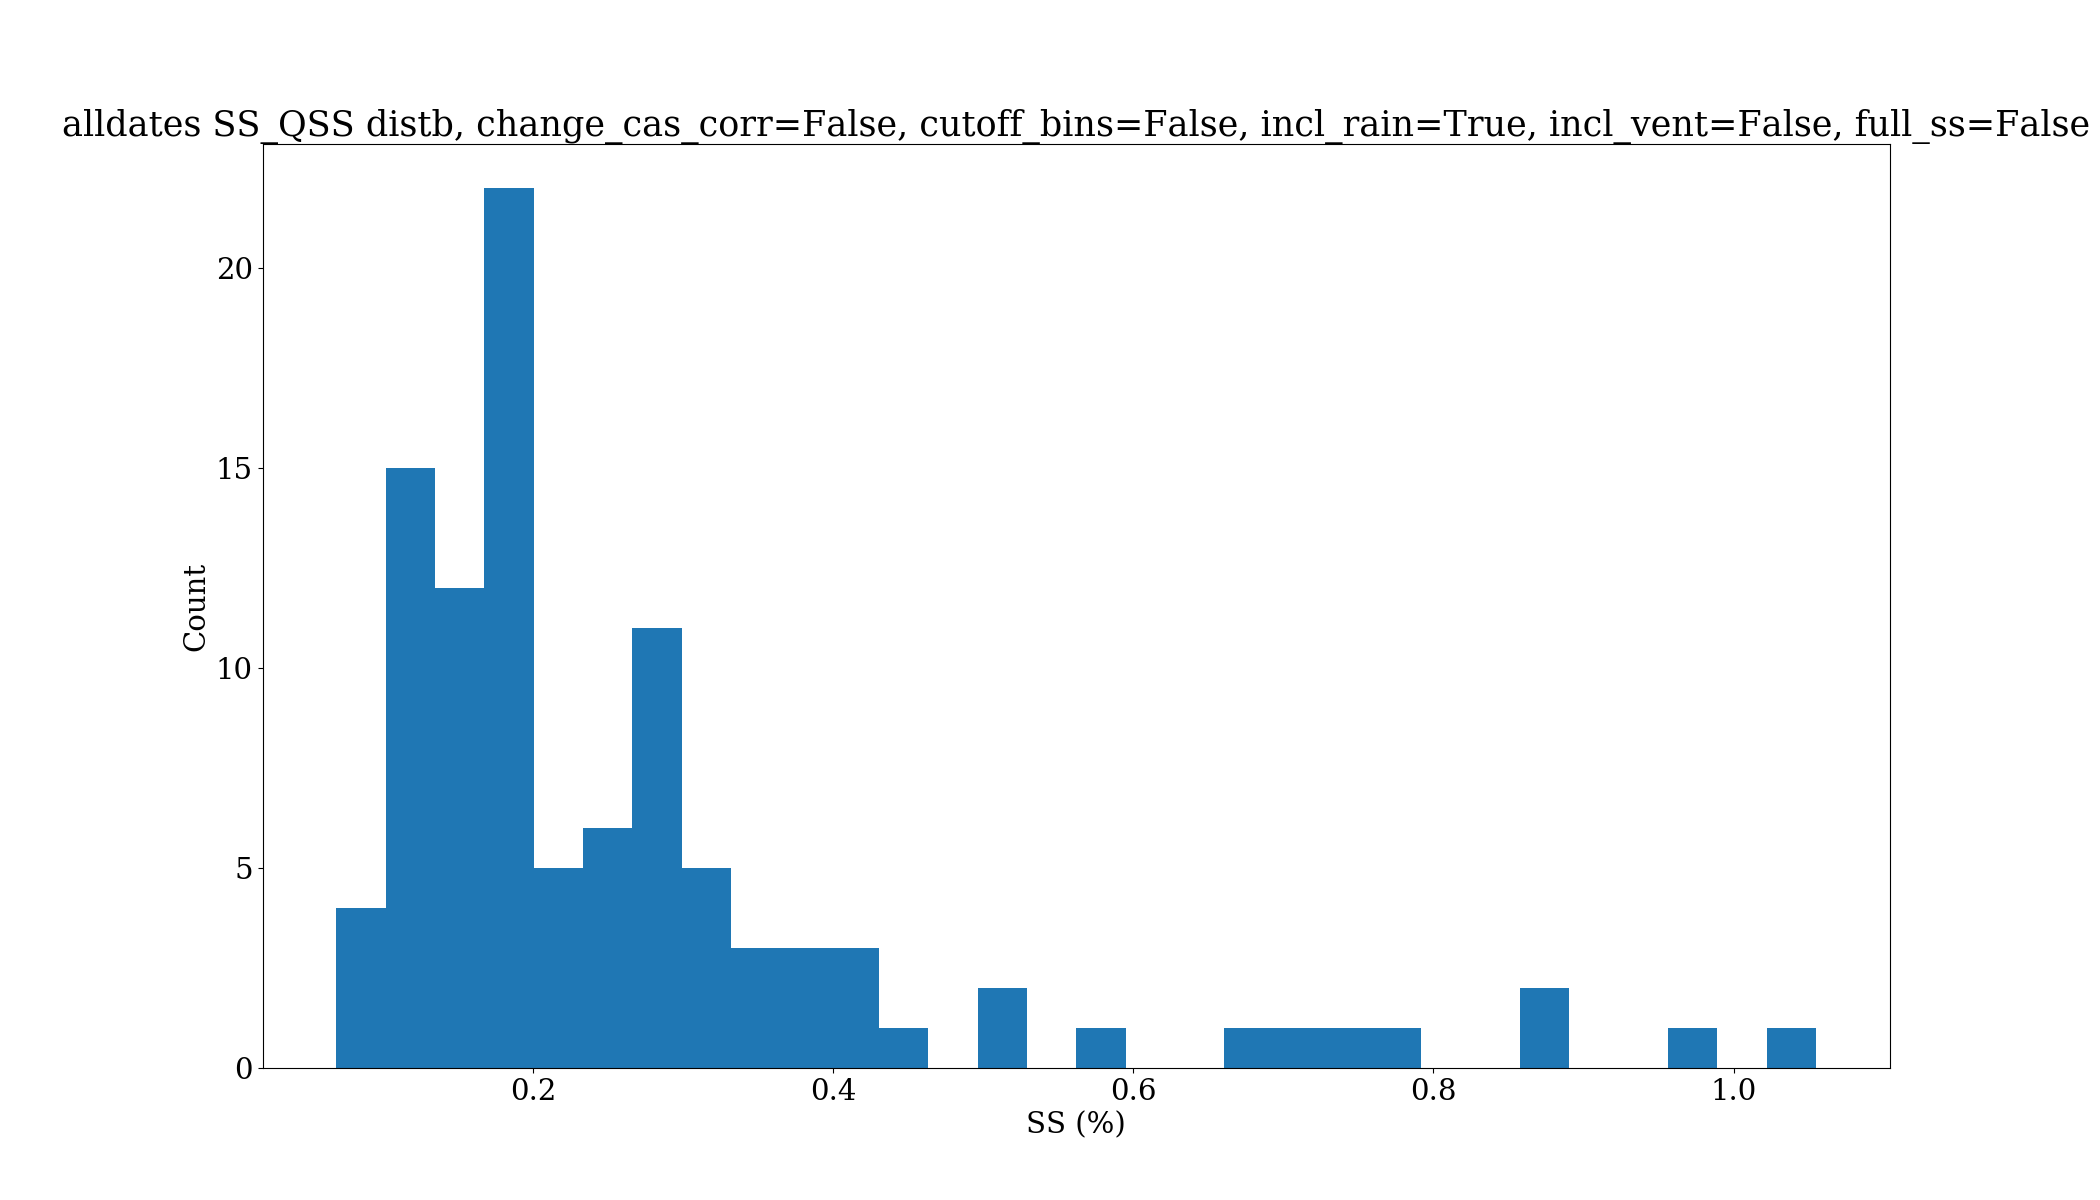 alldates SS_QSS distb, change_cas_corr=False, cutoff_bins=False, incl_rain=True, incl_vent=False, full_ss=False
20
15
10
5
0
Count
0.2 0.4 0.6 0.8 1.0
SS (%)